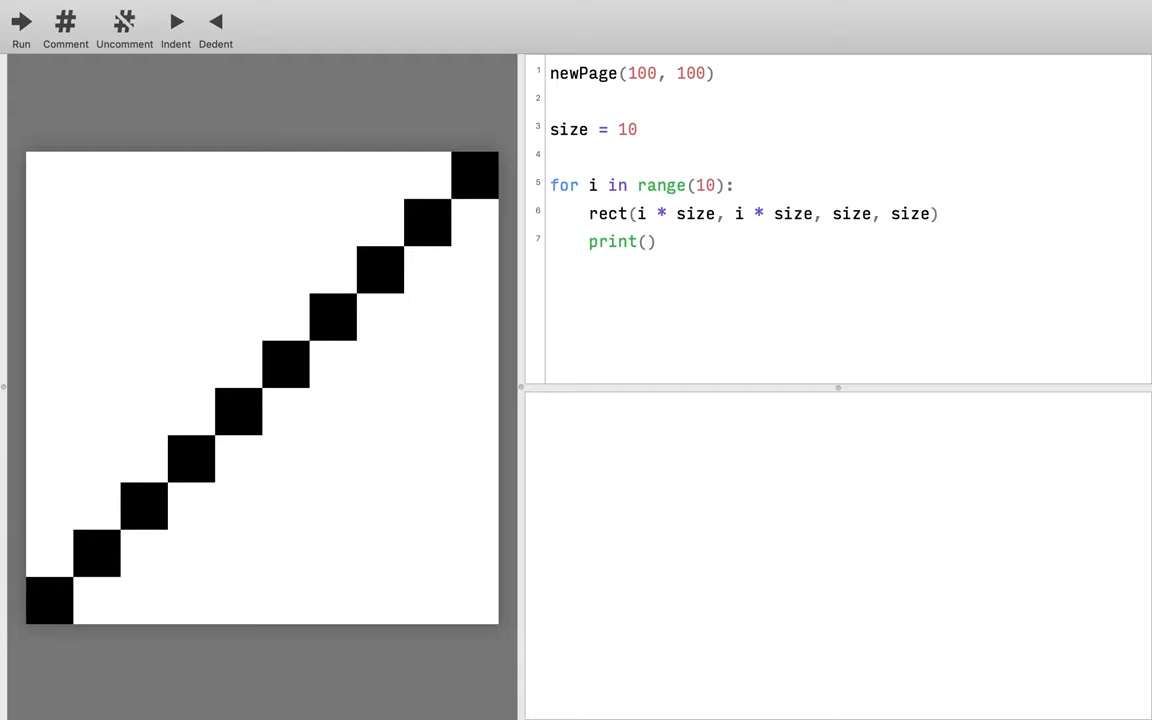 Run Comment Uncomment Indent Dedent
1 newPage(100, 100)
2
3 size = 10
4
5 for i in range(10):
6     rect(i * size, i * size, size, size)
7     print()